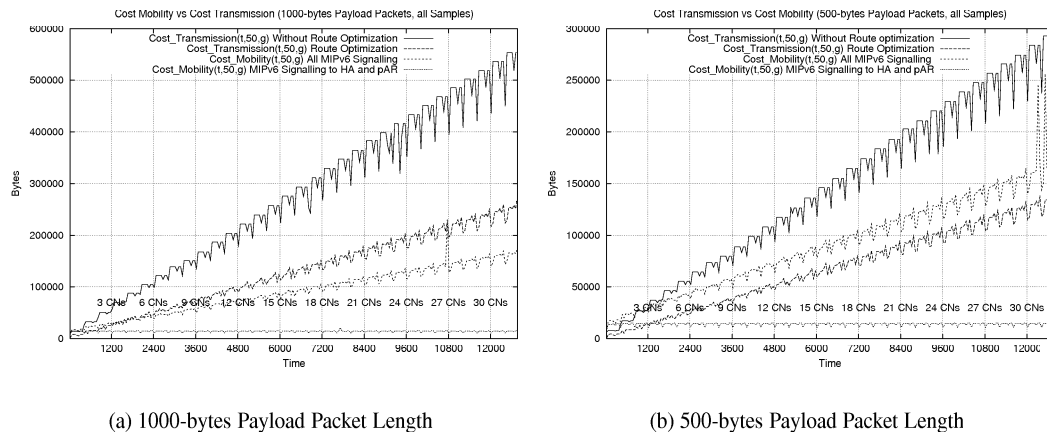 Cost Mobility vs Cost Transmission (1000-bytes Payload Packets, all Samples)
600000
500000
400000
300000
200000
100000
0
Bytes
Cost_Transmission(t,50,g) Without Route Optimization
Cost_Transmission(t,50,g) Route Optimization
Cost_Mobility(t,50,g) All MIPv6 Signalling
Cost_Mobility(t,50,g) MIPv6 Signalling to HA and pAR
3 CNs 6 CNs 9 CNs 12 CNs 15 CNs 18 CNs 21 CNs 24 CNs 27 CNs 30 CNs
1200 2400 3600 4800 6000 7200 8400 9600 10800 12000
Time
(a) 1000-bytes Payload Packet Length
Cost Transmission vs Cost Mobility (500-bytes Payload Packets, all Samples)
300000
250000
200000
150000
100000
50000
0
Bytes
Cost_Transmission(t,50,g) Without Route optimization
Cost_Transmission(t,50,g) Route Optimization
Cost_Mobility(t,50,g) All MIPv6 Signalling
Cost_Mobility(t,50,g) MIPv6 Signalling to HA and pAR
3 CNs 6 CNs 9 CNs 12 CNs 15 CNs 18 CNs 21 CNs 24 CNs 27 CNs 30 CNs
1200 2400 3600 4800 6000 7200 8400 9600 10800 12000
Time
(b) 500-bytes Payload Packet Length